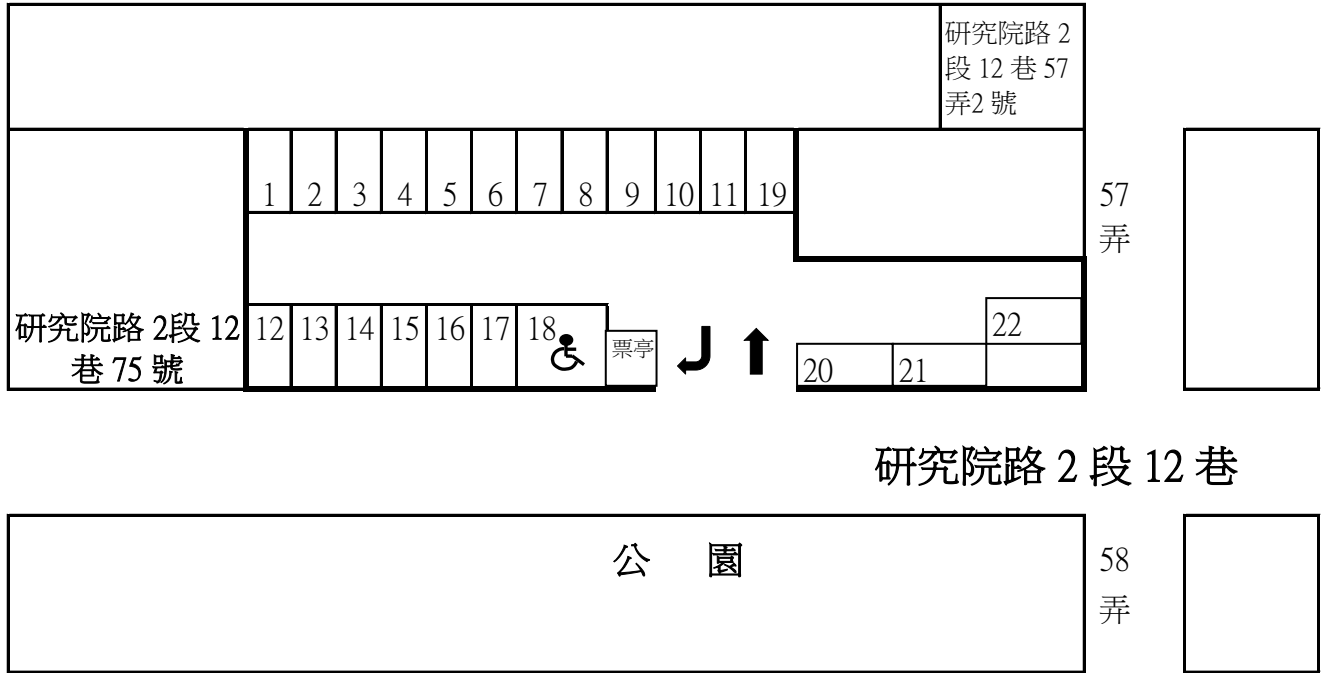 研究院路 2
段 12 巷 57
弄2 號
1 2 3 4 5 6 7 8 9 10 11 19
57
弄
研究院路 2段 12
巷 75 號
12 13 14 15 16 17 18
票亭
20 21 22
研究院路 2 段 12 巷
公 園
58
弄